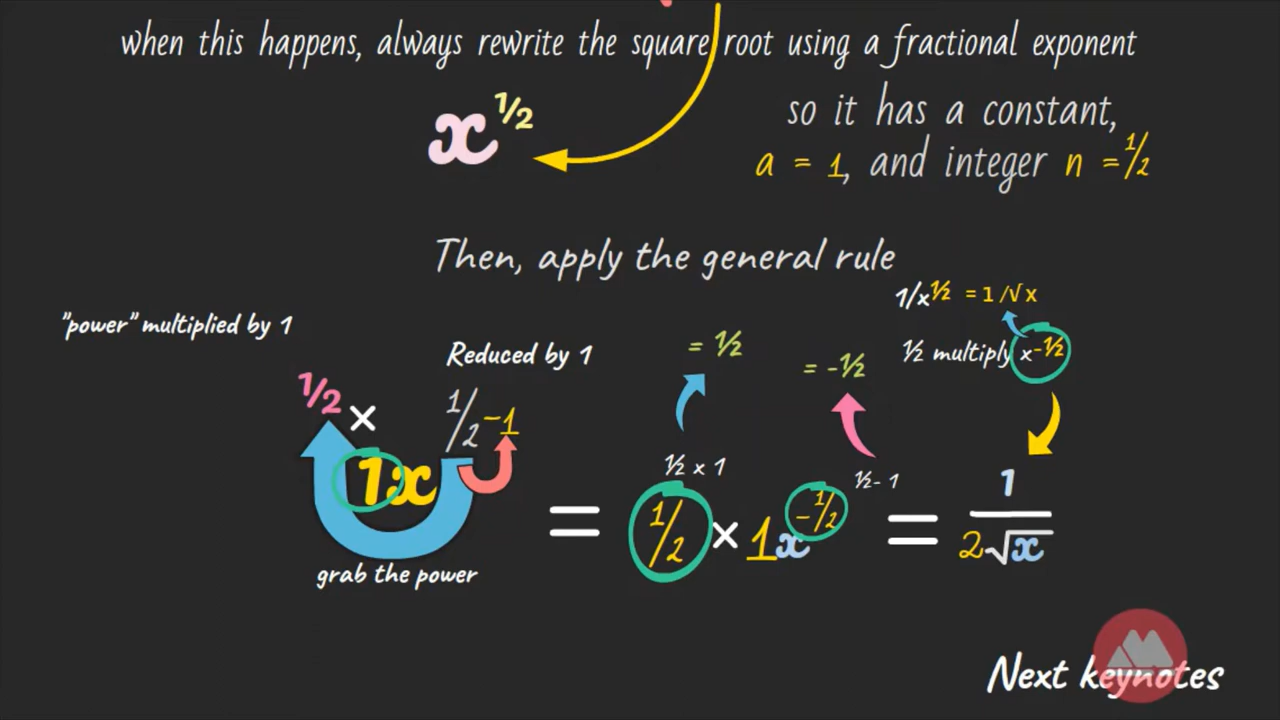 when this happens, always rewrite the square root using a fractional exponent
x^1/2
so it has a constant,
a = 1, and integer n = 1/2
Then, apply the general rule
1/x^½ = 1/√x
"power" multiplied by 1
Reduced by 1
= ½
= -½
½ multiply x^-½
½ ×
1/2 - 1
1x
½ x 1
½ - 1
= 1/2 × 1x^-1/2 = 1/2√x
grab the power
Next keynotes